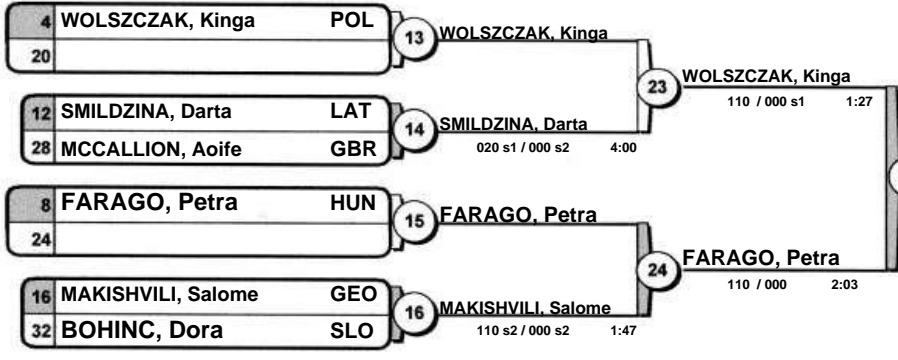 4 WOLSZCZAK, Kinga POL
20
13 WOLSZCZAK, Kinga
12 SMILDZINA, Darta LAT
28 MCCALLION, Aoife GBR
14 SMILDZINA, Darta
020 s1 / 000 s2 4:00
23 WOLSZCZAK, Kinga
110 / 000 s1 1:27
8 FARAGO, Petra HUN
24
15 FARAGO, Petra
16 MAKISHVILI, Salome GEO
32 BOHINC, Dora SLO
16 MAKISHVILI, Salome
110 s2 / 000 s2 1:47
24 FARAGO, Petra
110 / 000 2:03